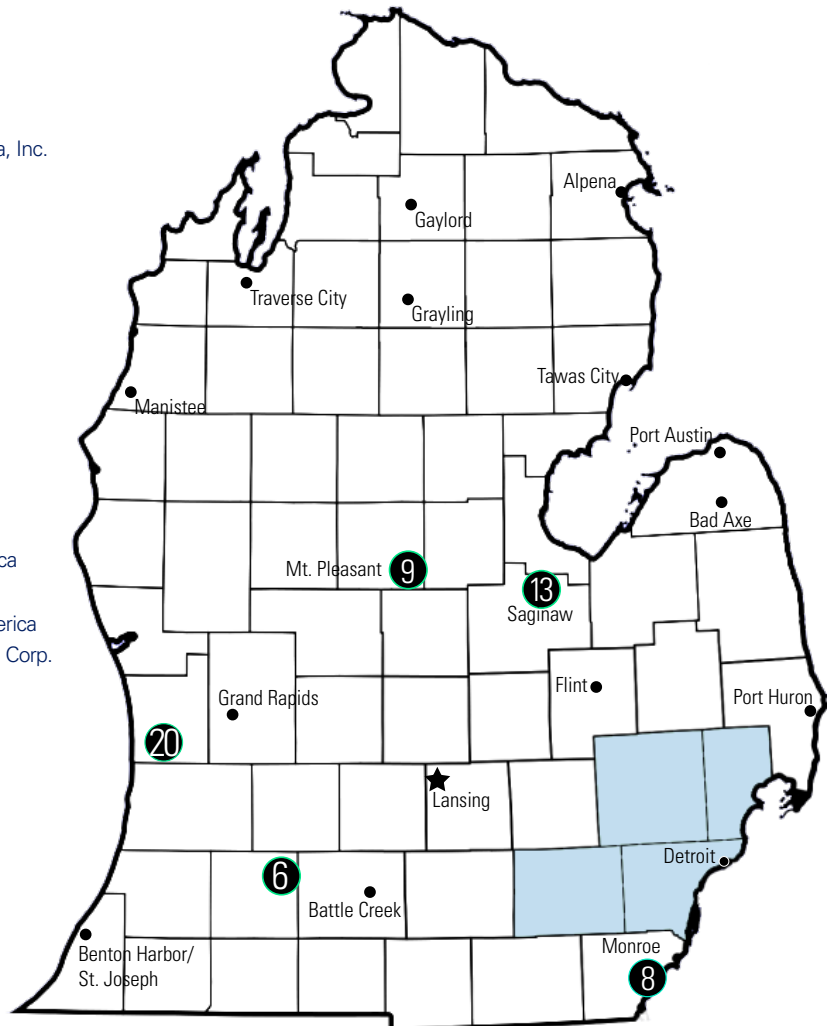 a, Inc.
ca
erica
Corp.
Alpena
Gaylord
Traverse City
Grayling
Tawas City
Manistee
Port Austin
Bad Axe
Mt. Pleasant 9
13
Saginaw
Flint
Grand Rapids
Port Huron
20
Lansing
Detroit
6
Battle Creek
Benton Harbor/
St. Joseph
Monroe
8